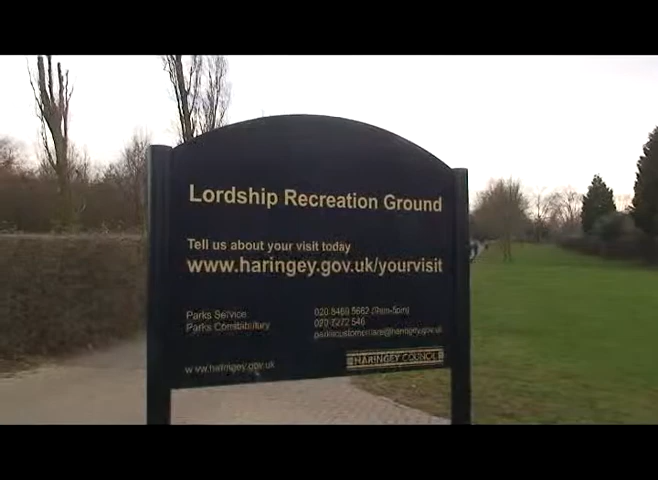 Lordship Recreation Ground
Tell us about your visit today
www.haringey.gov.uk/yourvisit
Parks Service
020 8489 5662 (9am-5pm)
Parks Constabulary
020 7272 546
www.haringey.gov.uk
HARINGEY COUNCIL